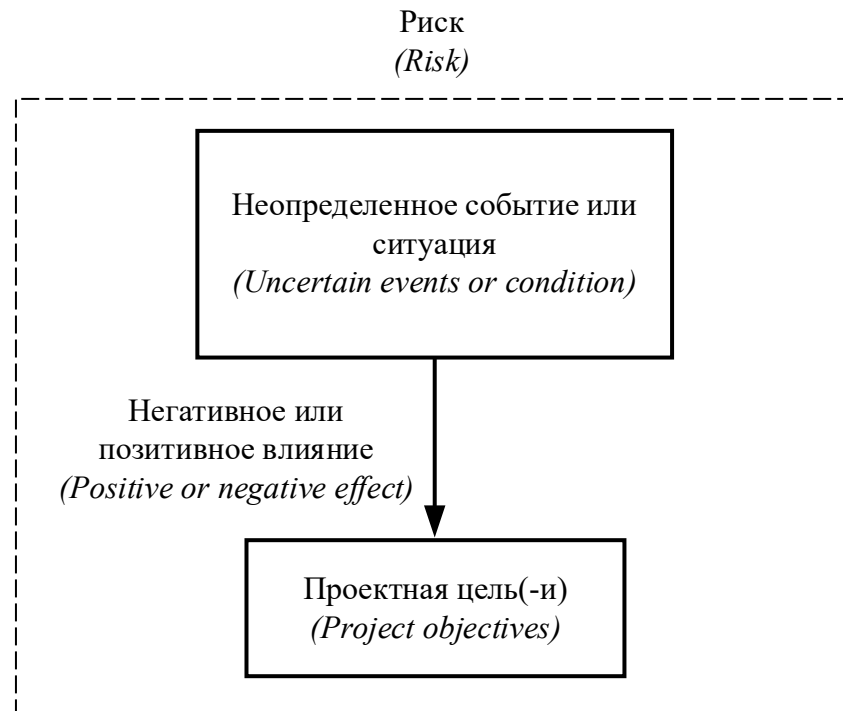 Риск
(Risk)
Неопределенное событие или
ситуация
(Uncertain events or condition)
Негативное или
позитивное влияние
(Positive or negative effect)
Проектная цель(-и)
(Project objectives)